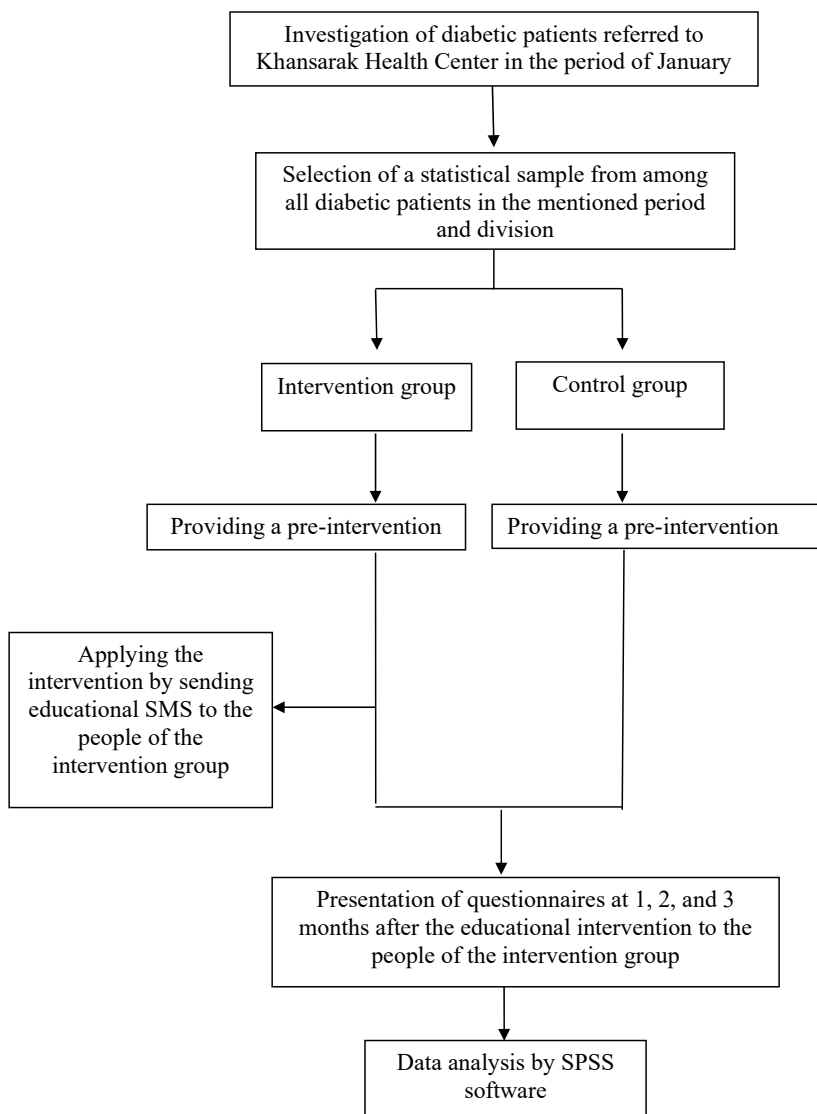 Investigation of diabetic patients referred to
Khansarak Health Center in the period of January
Selection of a statistical sample from among
all diabetic patients in the mentioned period
and division
Intervention group
Control group
Providing a pre-intervention
Providing a pre-intervention
Applying the
intervention by sending
educational SMS to the
people of the
intervention group
Presentation of questionnaires at 1, 2, and 3
months after the educational intervention to the
people of the intervention group
Data analysis by SPSS
software